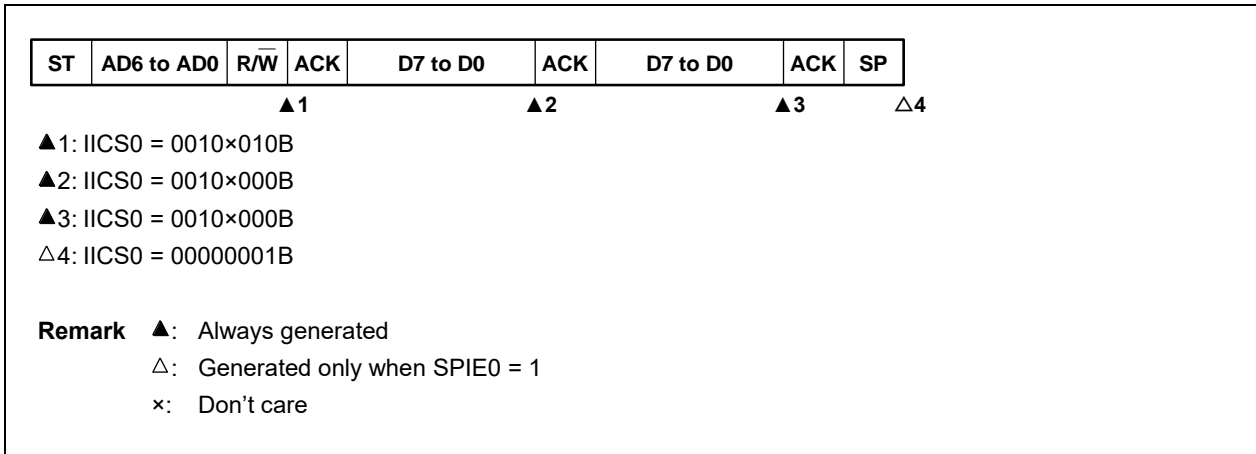 ST AD6 to AD0 R/W̅ ACK D7 to D0 ACK D7 to D0 ACK SP
▲1 ▲2 ▲3 △4
▲1: IICS0 = 0010×010B
▲2: IICS0 = 0010×000B
▲3: IICS0 = 0010×000B
△4: IICS0 = 00000001B
Remark ▲: Always generated
△: Generated only when SPIE0 = 1
×: Don’t care